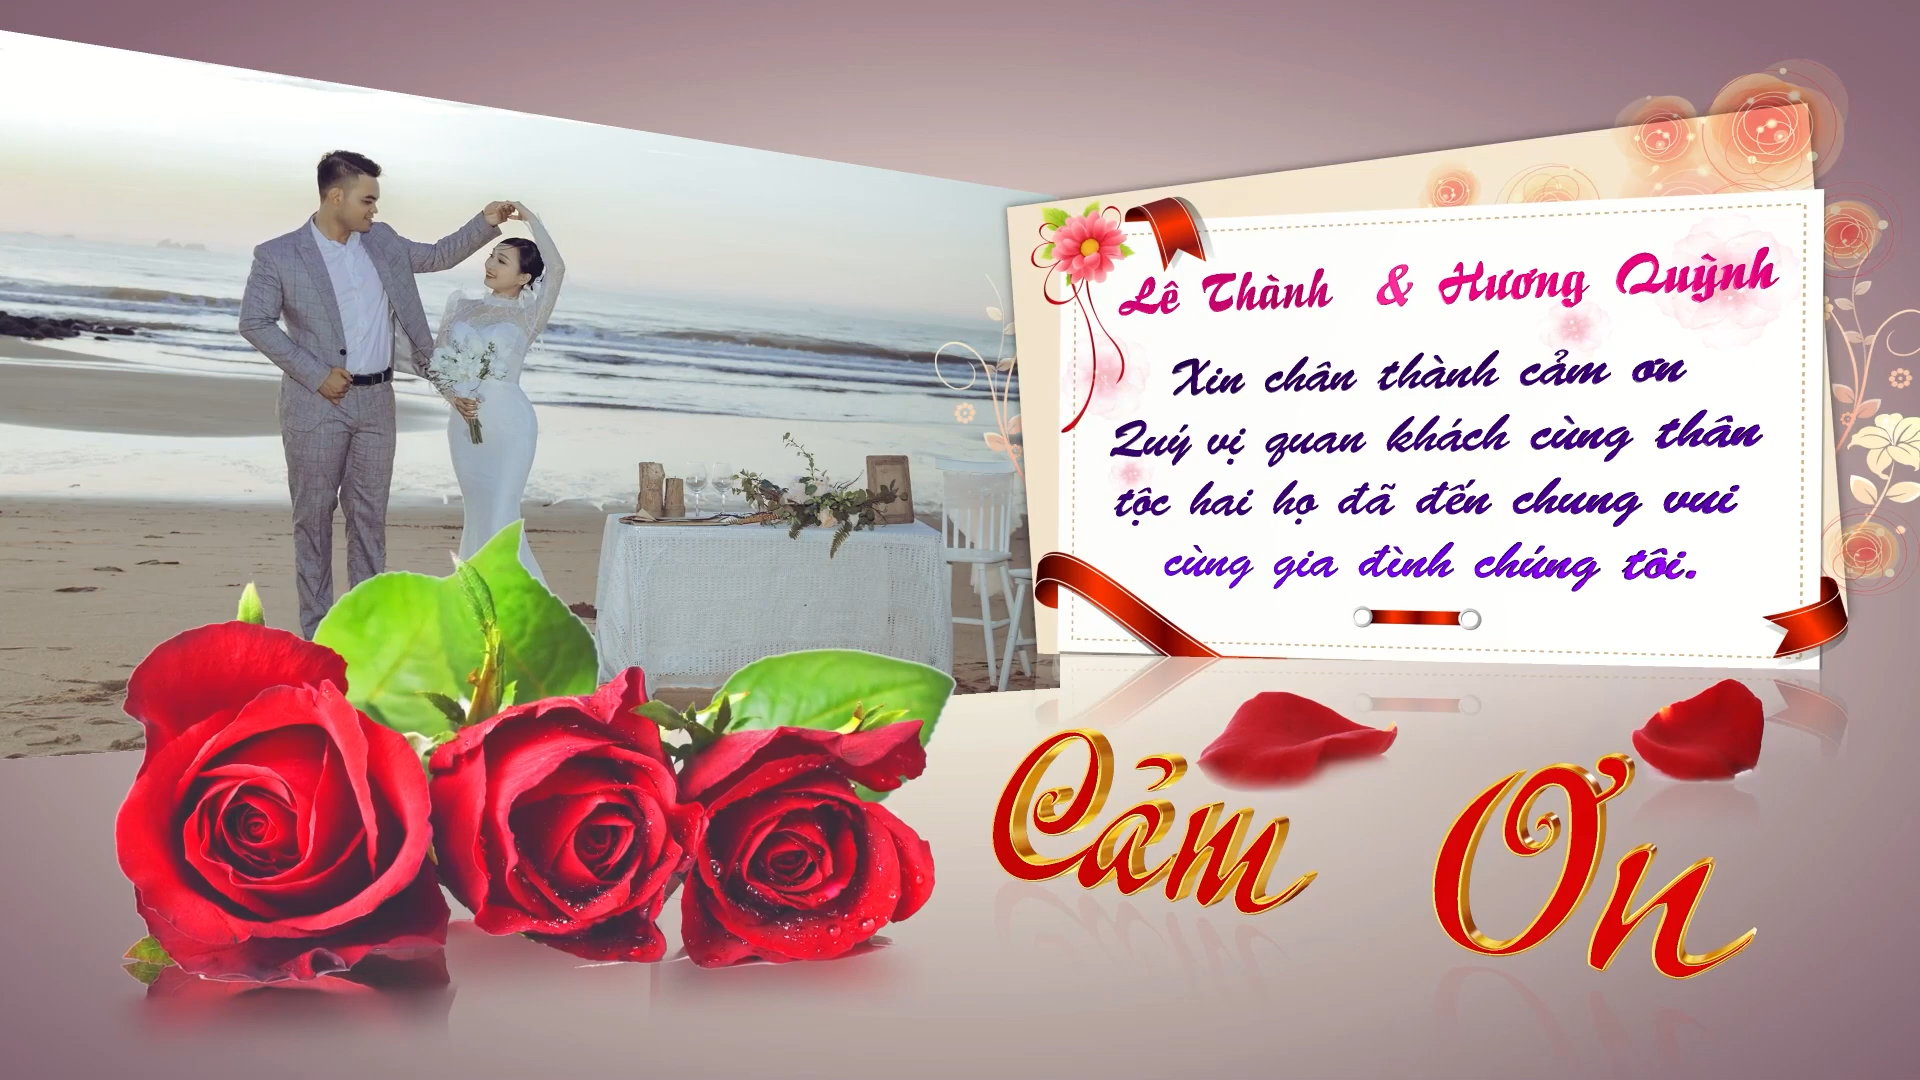 Lê Thành & Hương Quỳnh
Xin chân thành cảm ơn
Quý vị quan khách cùng thân
tộc hai họ đã đến chung vui
cùng gia đình chúng tôi.
Cảm Ơn